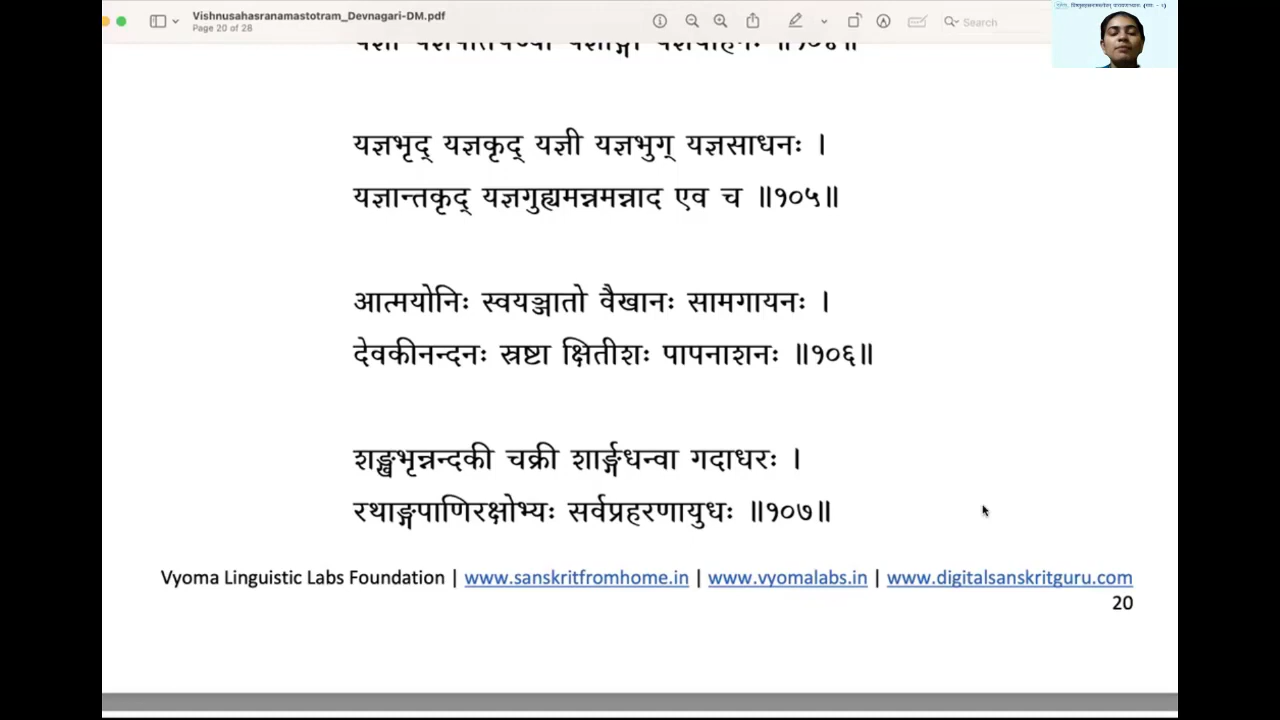 Vishnusahasranamastotram_Devnagari-DM.pdf
Page 20 of 28
Search
यज्ञभृद् यज्ञकृद् यज्ञी यज्ञभुग् यज्ञसाधनः ।
यज्ञान्तकृद् यज्ञगुह्यमन्नमन्नाद एव च ॥१०५॥
आत्मयोनिः स्वयञ्जातो वैखानः सामगायनः ।
देवकीनन्दनः स्रष्टा क्षितीशः पापनाशनः ॥१०६॥
शङ्खभृन्नन्दकी चक्री शार्ङ्गधन्वा गदाधरः ।
रथाङ्गपाणिरक्षोभ्यः सर्वप्रहरणायुधः ॥१०७॥
Vyoma Linguistic Labs Foundation | www.sanskritfromhome.in | www.vyomalabs.in | www.digitalsanskritguru.com
20